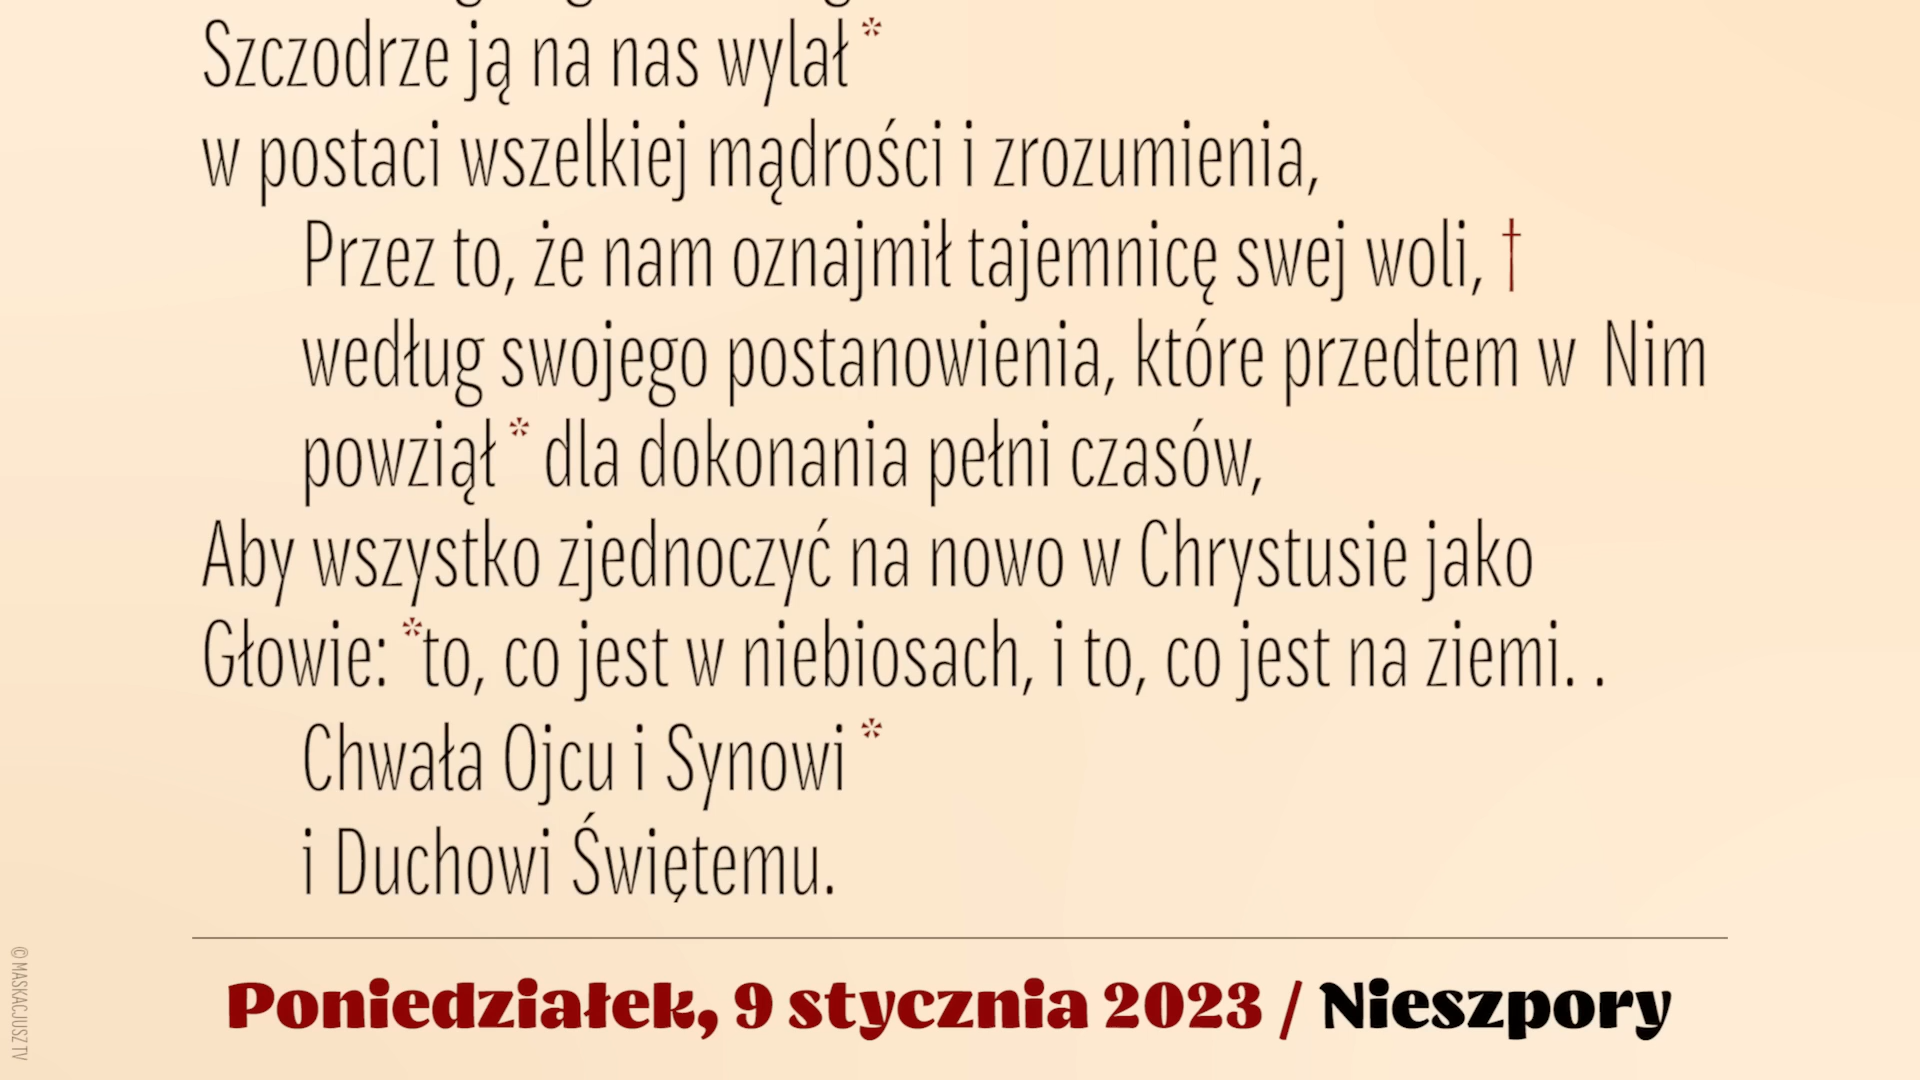 Szczodrze ją na nas wylał *
w postaci wszelkiej mądrości i zrozumienia,
Przez to, że nam oznajmił tajemnicę swej woli, †
według swojego postanowienia, które przedtem w Nim
powziął * dla dokonania pełni czasów,
Aby wszystko zjednoczyć na nowo w Chrystusie jako
Głowie: *to, co jest w niebiosach, i to, co jest na ziemi. .
Chwała Ojcu i Synowi *
i Duchowi Świętemu.
Poniedziałek, 9 stycznia 2023 / Nieszpory
© MASKACJUSZ TV